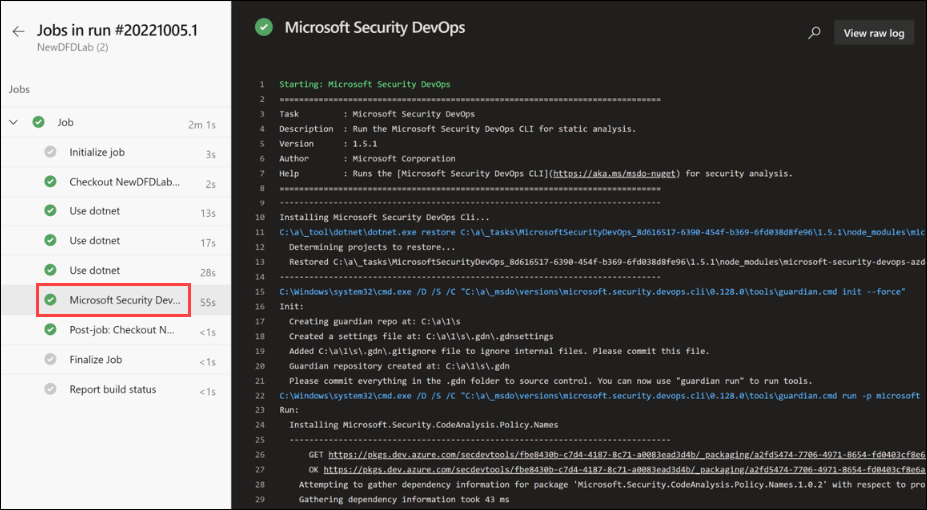 Jobs in run #20221005.1
NewDFDLab (2)
Jobs
Job 2m 1s
Initialize job 3s
Checkout NewDFDLab... 2s
Use dotnet 13s
Use dotnet 17s
Use dotnet 28s
Microsoft Security Dev... 55s
Post-job: Checkout N... <1s
Finalize Job <1s
Report build status <1s
Microsoft Security DevOps
View raw log
1 Starting: Microsoft Security DevOps
2 ==============================================================================
3 Task : Microsoft Security DevOps
4 Description : Run the Microsoft Security DevOps CLI for static analysis.
5 Version : 1.5.1
6 Author : Microsoft Corporation
7 Help : Runs the [Microsoft Security DevOps CLI](https://aka.ms/msdo-nuget) for security analysis.
8 ==============================================================================
9 ------------------------------------------------------------------------------
10 Installing Microsoft Security DevOps Cli...
11 C:\a\_tool\dotnet\dotnet.exe restore C:\a\_tasks\MicrosoftSecurityDevOps_8d616517-6390-454f-b369-6fd038d8fe96\1.5.1\node_modules\mic
12 Determining projects to restore...
13 Restored C:\a\_tasks\MicrosoftSecurityDevOps_8d616517-6390-454f-b369-6fd038d8fe96\1.5.1\node_modules\microsoft-security-devops-azd
14 ------------------------------------------------------------------------------
15 C:\Windows\system32\cmd.exe /D /S /C "C:\a\_msdo\versions\microsoft.security.devops.cli\0.128.0\tools\guardian.cmd init --force"
16 Init:
17 Creating guardian repo at: C:\a\1\s
18 Created a settings file at: C:\a\1\s\.gdn\.gdnsettings
19 Added C:\a\1\s\.gdn\.gitignore file to ignore internal files. Please commit this file.
20 Guardian repository created at: C:\a\1\s\.gdn
21 Please commit everything in the .gdn folder to source control. You can now use "guardian run" to run tools.
22 C:\Windows\system32\cmd.exe /D /S /C "C:\a\_msdo\versions\microsoft.security.devops.cli\0.128.0\tools\guardian.cmd run -p microsoft
23 Run:
24 Installing Microsoft.Security.CodeAnalysis.Policy.Names
25 ------------------------------------------------------------------------------
26 GET https://pkgs.dev.azure.com/secdevtools/fbe8430b-c7d4-4187-8c71-a0083ead3d4b/_packaging/a2fd5474-7706-4971-8654-fd0403cf8e6
27 OK https://pkgs.dev.azure.com/secdevtools/fbe8430b-c7d4-4187-8c71-a0083ead3d4b/_packaging/a2fd5474-7706-4971-8654-fd0403cf8e6a
28 Attempting to gather dependency information for package 'Microsoft.Security.CodeAnalysis.Policy.Names.1.0.2' with respect to pro
29 Gathering dependency information took 43 ms